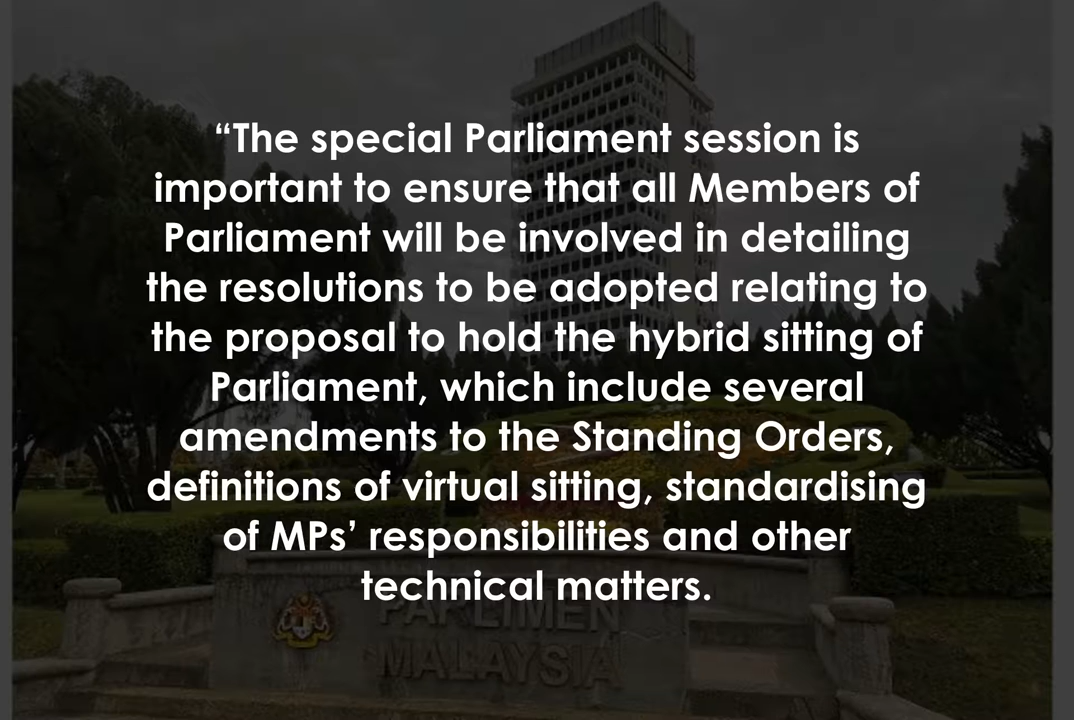 “The special Parliament session is
important to ensure that all Members of
Parliament will be involved in detailing
the resolutions to be adopted relating to
the proposal to hold the hybrid sitting of
Parliament, which include several
amendments to the Standing Orders,
definitions of virtual sitting, standardising
of MPs’ responsibilities and other
technical matters.
PARLIMEN
MALAYSIA